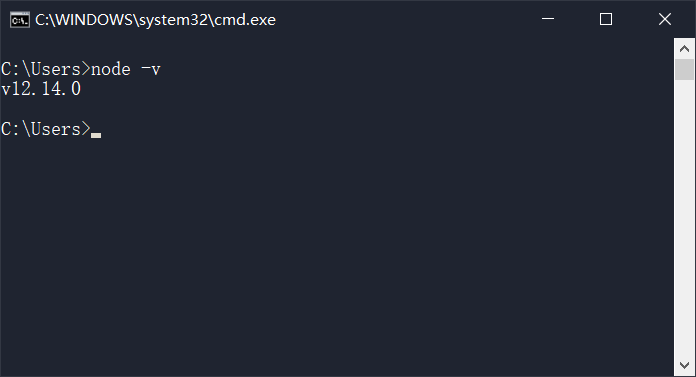 C:\WINDOWS\system32\cmd.exe
C:\Users>node -v
v12.14.0
C:\Users>